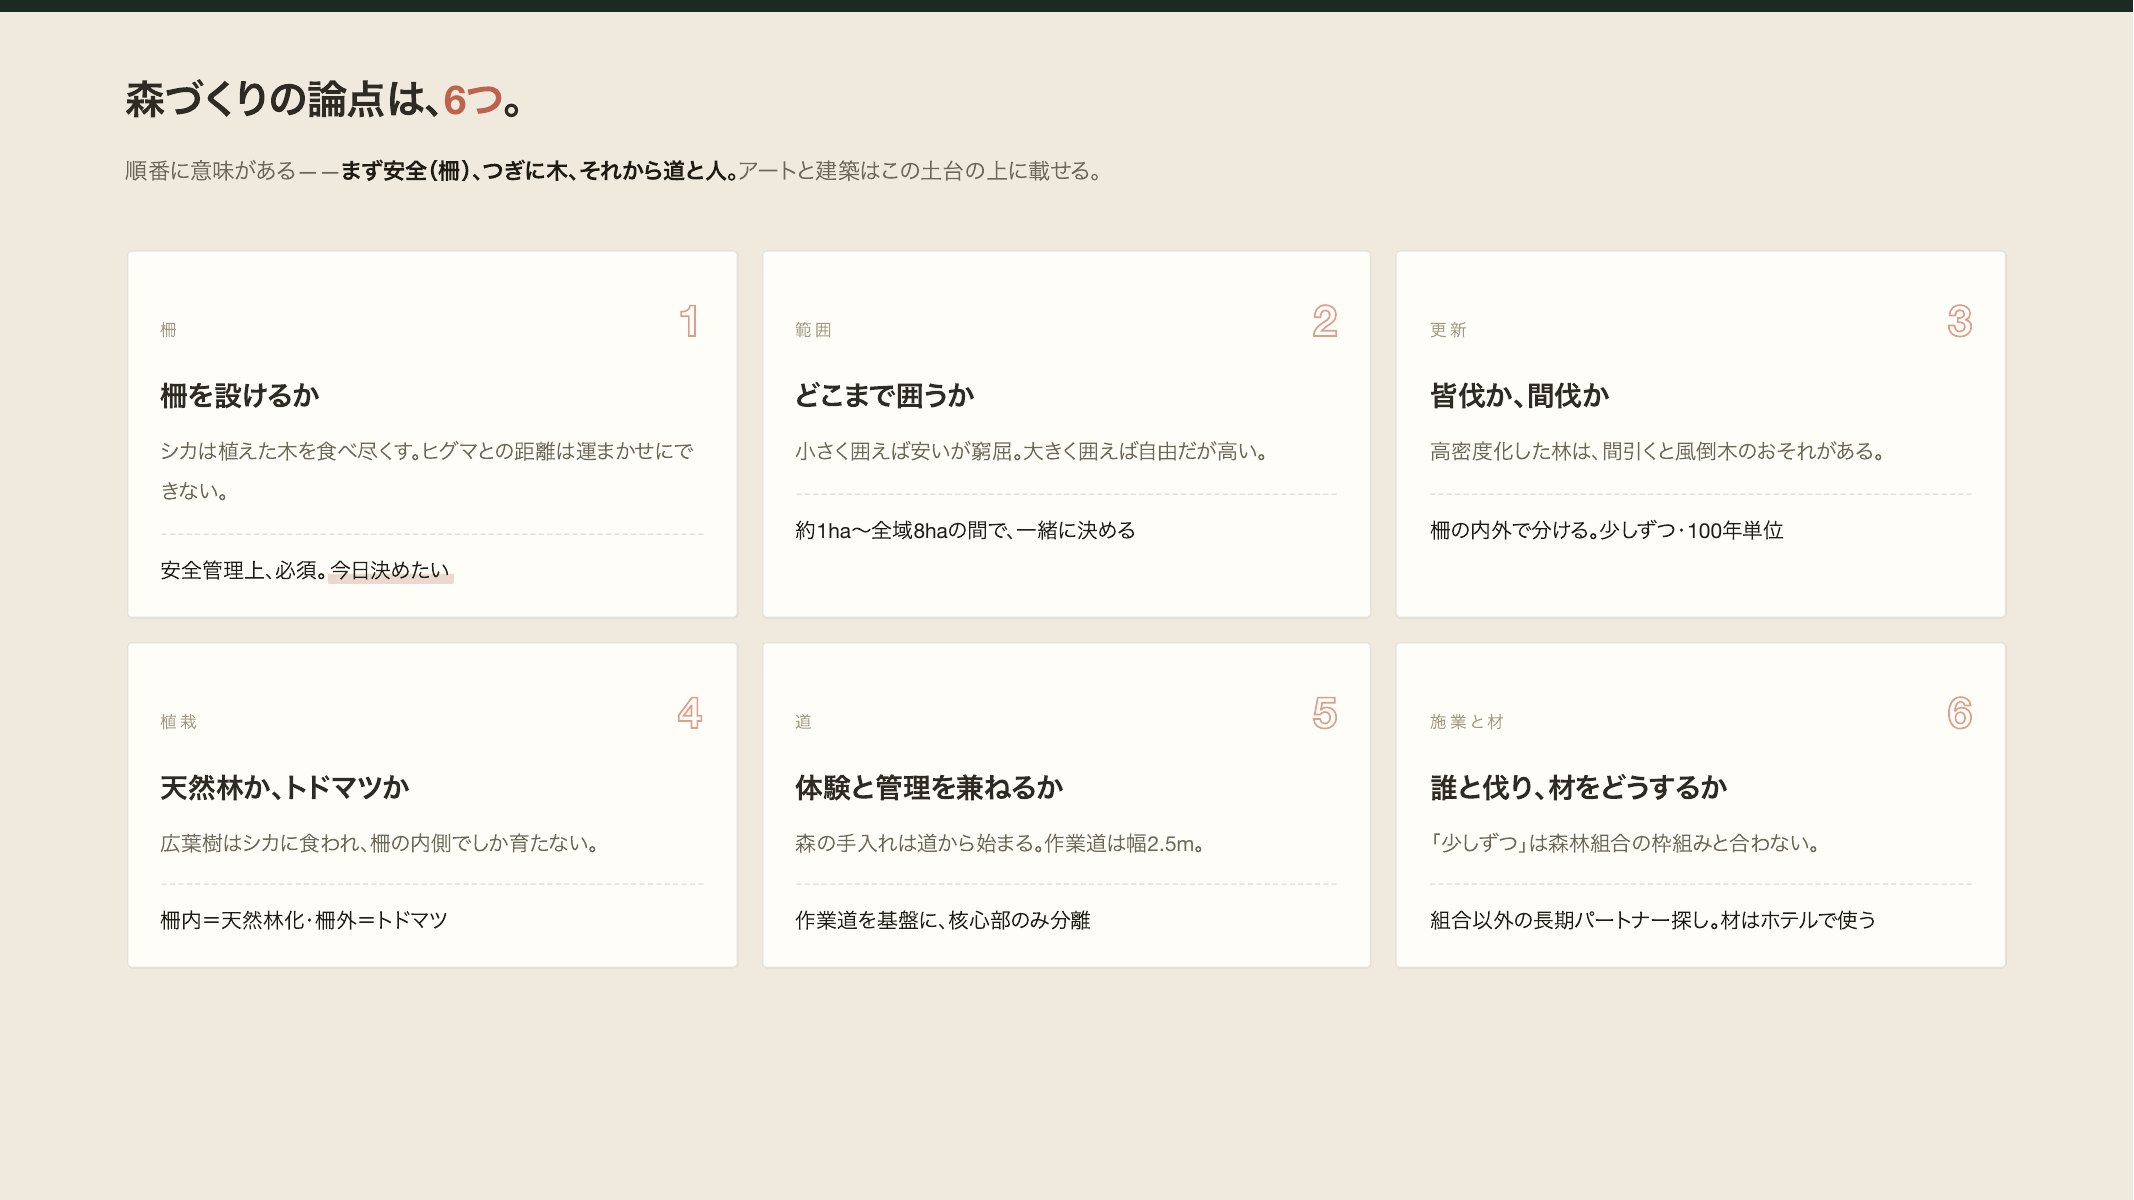 森づくりの論点は、6つ。
順番に意味がある——まず安全(柵)、つぎに木、それから道と人。アートと建築はこの土台の上に載せる。
柵
1
柵を設けるか
シカは植えた木を食べ尽くす。ヒグマとの距離は運まかせにで
きない。
安全管理上、必須。今日決めたい
範囲
2
どこまで囲うか
小さく囲えば安いが窮屈。大きく囲えば自由だが高い。
約1ha〜全域8haの間で、一緒に決める
更新
3
皆伐か、間伐か
高密度化した林は、間引くと風倒木のおそれがある。
柵の内外で分ける。少しずつ·100年単位
植栽
4
天然林か、トドマツか
広葉樹はシカに食われ、柵の内側でしか育たない。
柵内=天然林化·柵外=トドマツ
道
5
体験と管理を兼ねるか
森の手入れは道から始まる。作業道は幅2.5m。
作業道を基盤に、核心部のみ分離
施業と材
6
誰と伐り、材をどうするか
「少しずつ」は森林組合の枠組みと合わない。
組合以外の長期パートナー探し。材はホテルで使う